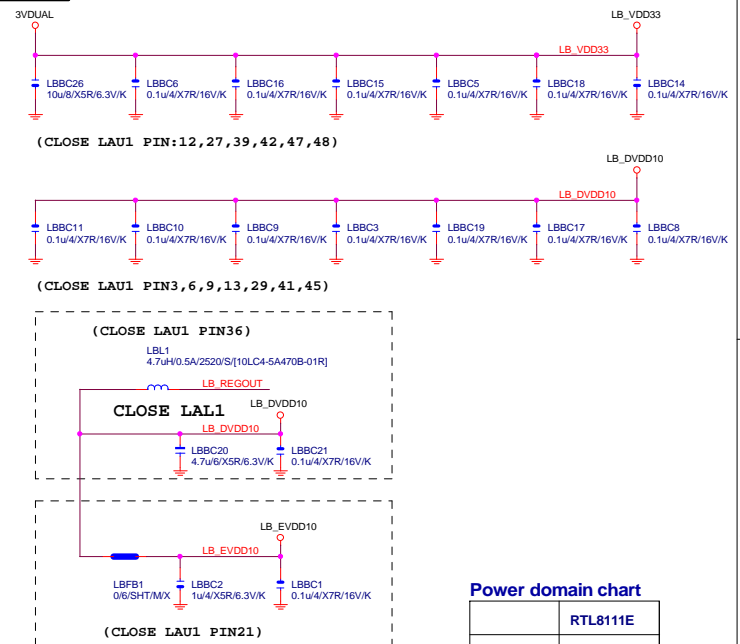 3VDUAL
LB_VDD33
LB_VDD33
LBBC26
10u/8/X5R/6.3V/K
LBBC6
0.1u/4/X7R/16V/K
LBBC16
0.1u/4/X7R/16V/K
LBBC15
0.1u/4/X7R/16V/K
LBBC5
0.1u/4/X7R/16V/K
LBBC18
0.1u/4/X7R/16V/K
LBBC14
0.1u/4/X7R/16V/K
(CLOSE LAU1 PIN:12,27,39,42,47,48)
LB_DVDD10
LB_DVDD10
LBBC11
0.1u/4/X7R/16V/K
LBBC10
0.1u/4/X7R/16V/K
LBBC9
0.1u/4/X7R/16V/K
LBBC3
0.1u/4/X7R/16V/K
LBBC19
0.1u/4/X7R/16V/K
LBBC17
0.1u/4/X7R/16V/K
LBBC8
0.1u/4/X7R/16V/K
(CLOSE LAU1 PIN3,6,9,13,29,41,45)
(CLOSE LAU1 PIN36)
LBL1
4.7uH/0.5A/2520/S/[10LC4-5A470B-01R]
LB_REGOUT
CLOSE LAL1
LB_DVDD10
LB_DVDD10
LBBC20
4.7u/6/X5R/6.3V/K
LBBC21
0.1u/4/X7R/16V/K
LB_EVDD10
LB_EVDD10
LBFB1
0/6/SHT/M/X
LBBC2
1u/4/X5R/6.3V/K
LBBC1
0.1u/4/X7R/16V/K
(CLOSE LAU1 PIN21)
Power domain chart
RTL8111E